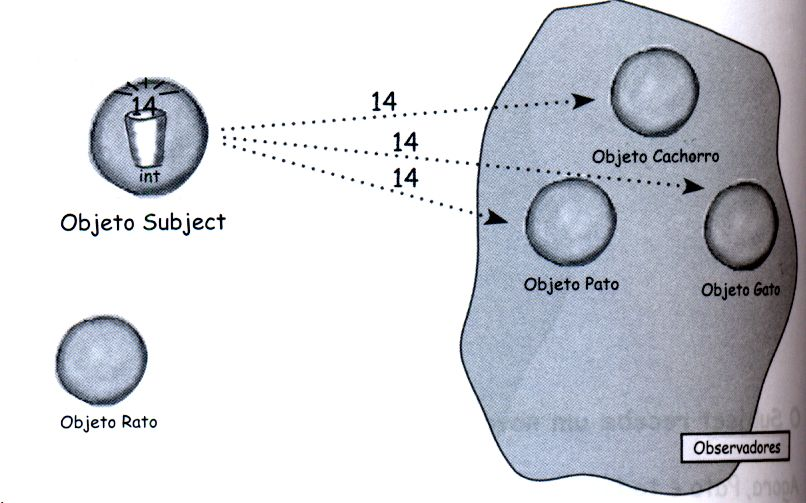 14
int
Objeto Subject
14
14
14
Objeto Cachorro
Objeto Pato
Objeto Gato
Objeto Rato
Observadores